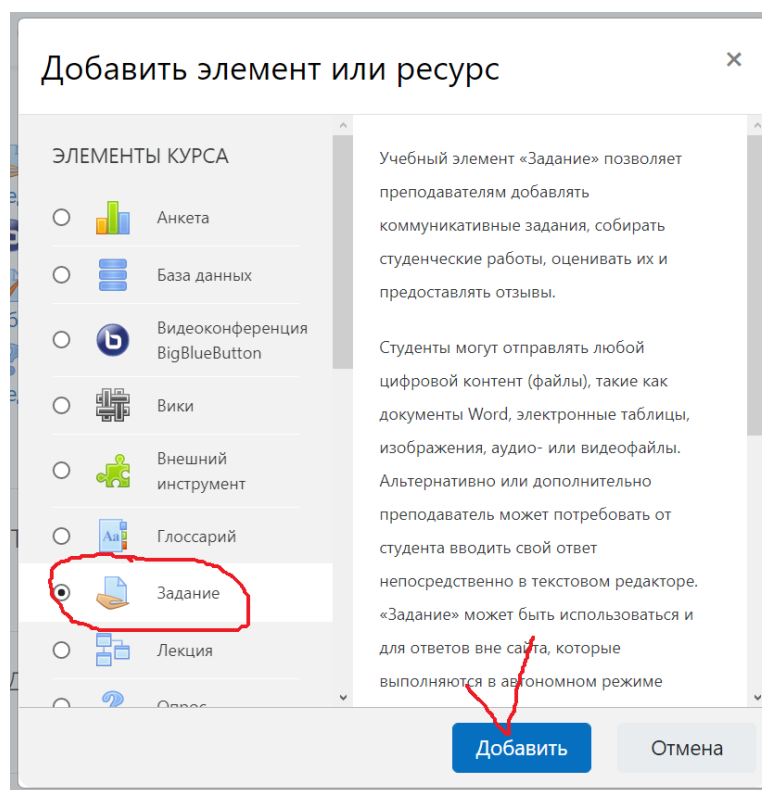 Добавить элемент или ресурс
×
ЭЛЕМЕНТЫ КУРСА
Анкета
База данных
Видеоконференция
BigBlueButton
Вики
Внешний
инструмент
Глоссарий
Задание
Лекция
Опрос
Учебный элемент «Задание» позволяет
преподавателям добавлять
коммуникативные задания, собирать
студенческие работы, оценивать их и
предоставлять отзывы.
Студенты могут отправлять любой
цифровой контент (файлы), такие как
документы Word, электронные таблицы,
изображения, аудио- или видеофайлы.
Альтернативно или дополнительно
преподаватель может потребовать от
студента вводить свой ответ
непосредственно в текстовом редакторе.
«Задание» может быть использоваться и
для ответов вне сайта, которые
выполняются в автономном режиме
Добавить
Отмена